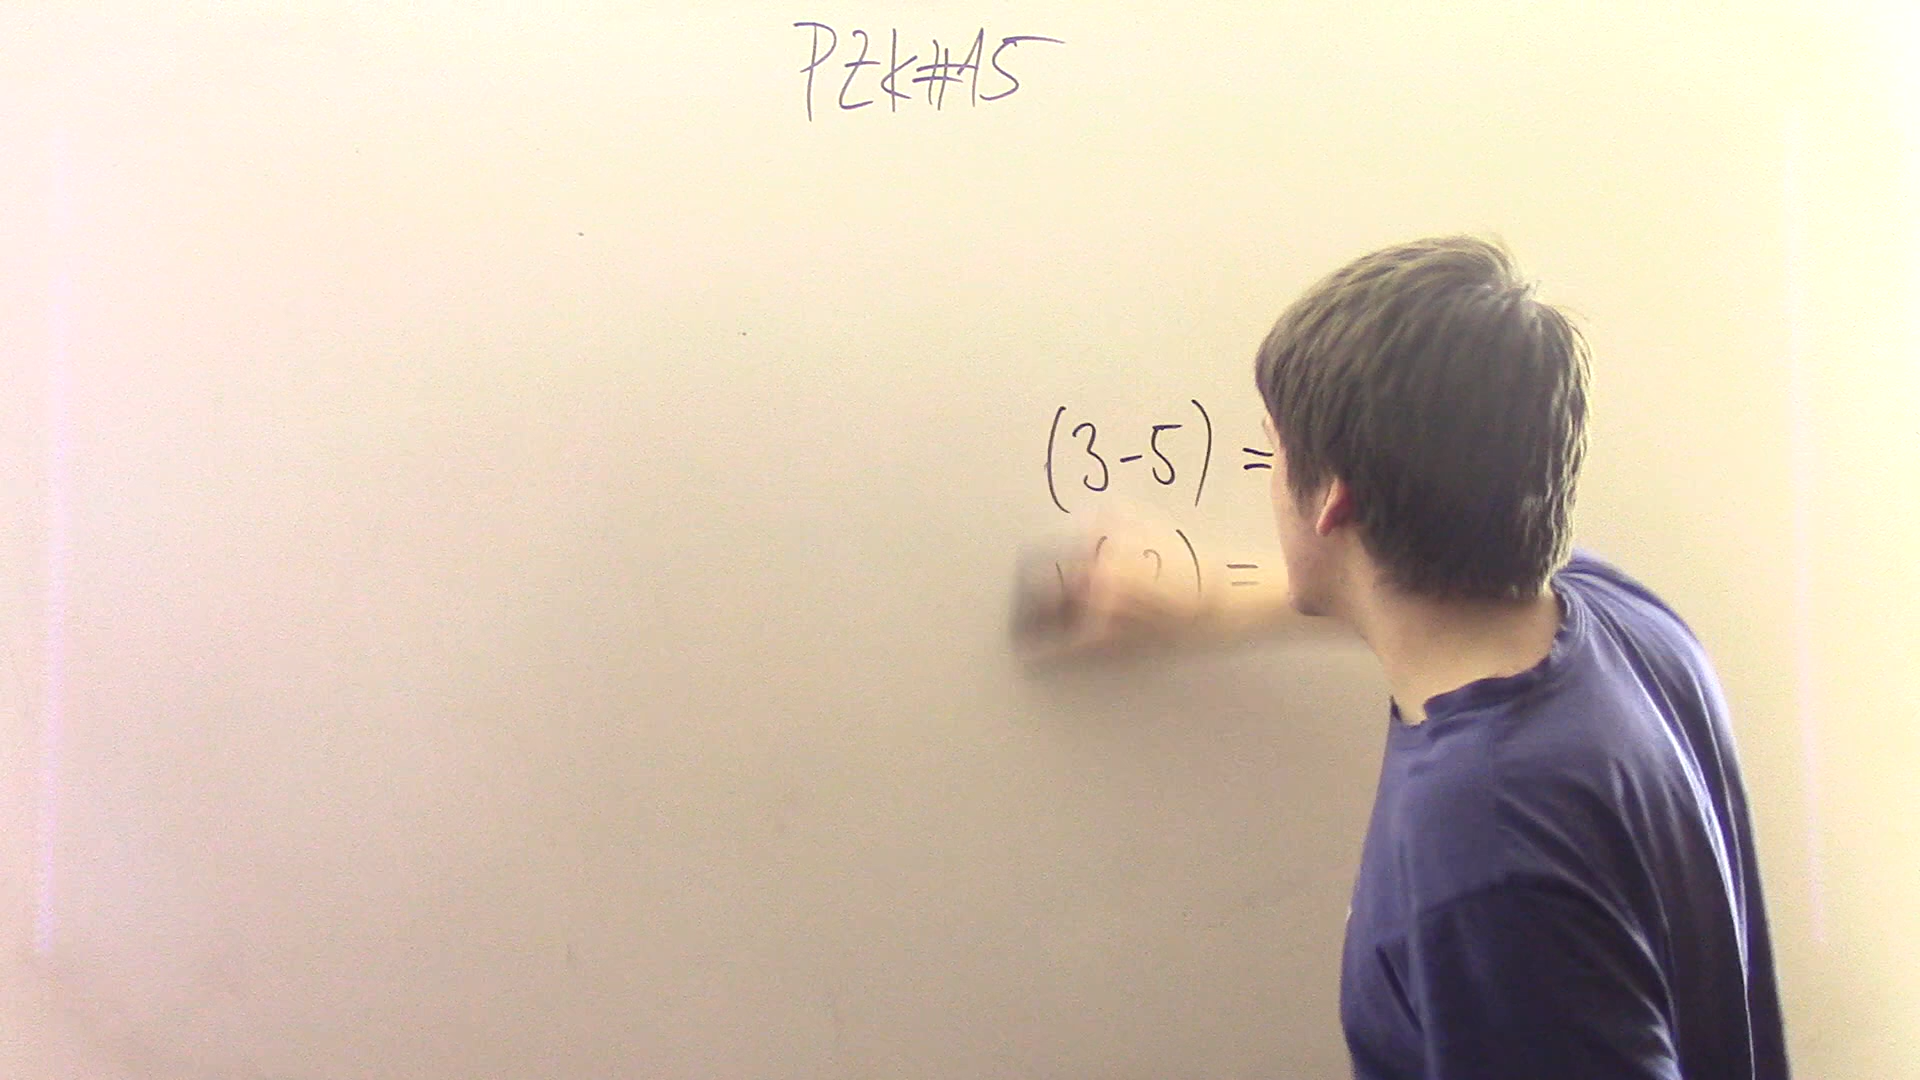 PZK#15
(3-5) =
) =